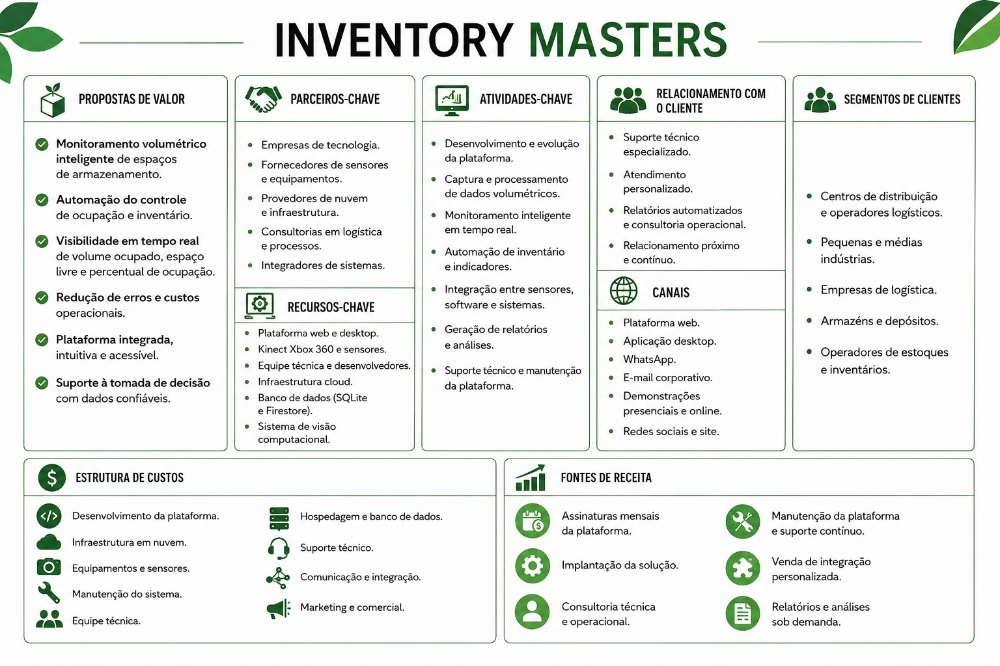 INVENTORY MASTERS
PROPOSTAS DE VALOR
Monitoramento volumétrico
inteligente de espaços
de armazenamento.
Automação do controle
de ocupação e inventário.
Visibilidade em tempo real
de volume ocupado, espaço
livre e percentual de ocupação.
Redução de erros e custos
operacionais.
Plataforma integrada,
intuitiva e acessível.
Suporte à tomada de decisão
com dados confiáveis.
PARCEIROS-CHAVE
Empresas de tecnologia.
Fornecedores de sensores
e equipamentos.
Provedores de nuvem
e infraestrutura.
Consultorias em logística
e processos.
Integradores de sistemas.
RECURSOS-CHAVE
Plataforma web e desktop.
Kinect Xbox 360 e sensores.
Equipe técnica e desenvolvedores.
Infraestrutura cloud.
Banco de dados (SQLite
e Firestore).
Sistema de visão
computacional.
ATIVIDADES-CHAVE
Desenvolvimento e evolução
da plataforma.
Captura e processamento
de dados volumétricos.
Monitoramento inteligente
em tempo real.
Automação de inventário
e indicadores.
Integração entre sensores,
software e sistemas.
Geração de relatórios
e análises.
Suporte técnico e manutenção
da plataforma.
RELACIONAMENTO COM
O CLIENTE
Suporte técnico
especializado.
Atendimento
personalizado.
Relatórios automatizados
e consultoria operacional.
Relacionamento próximo
e contínuo.
CANAIS
Plataforma web.
Aplicação desktop.
WhatsApp.
E-mail corporativo.
Demonstrações
presenciais e online.
Redes sociais e site.
SEGMENTOS DE CLIENTES
Centros de distribuição
e operadores logísticos.
Pequenas e médias
indústrias.
Empresas de logística.
Armazéns e depósitos.
Operadores de estoques
e inventários.
ESTRUTURA DE CUSTOS
Desenvolvimento da plataforma.
Infraestrutura em nuvem.
Equipamentos e sensores.
Manutenção do sistema.
Equipe técnica.
Hospedagem e banco de dados.
Suporte técnico.
Comunicação e integração.
Marketing e comercial.
FONTES DE RECEITA
Assinaturas mensais
da plataforma.
Implantação da solução.
Consultoria técnica
e operacional.
Manutenção da plataforma
e suporte contínuo.
Venda de integração
personalizada.
Relatórios e análises
sob demanda.